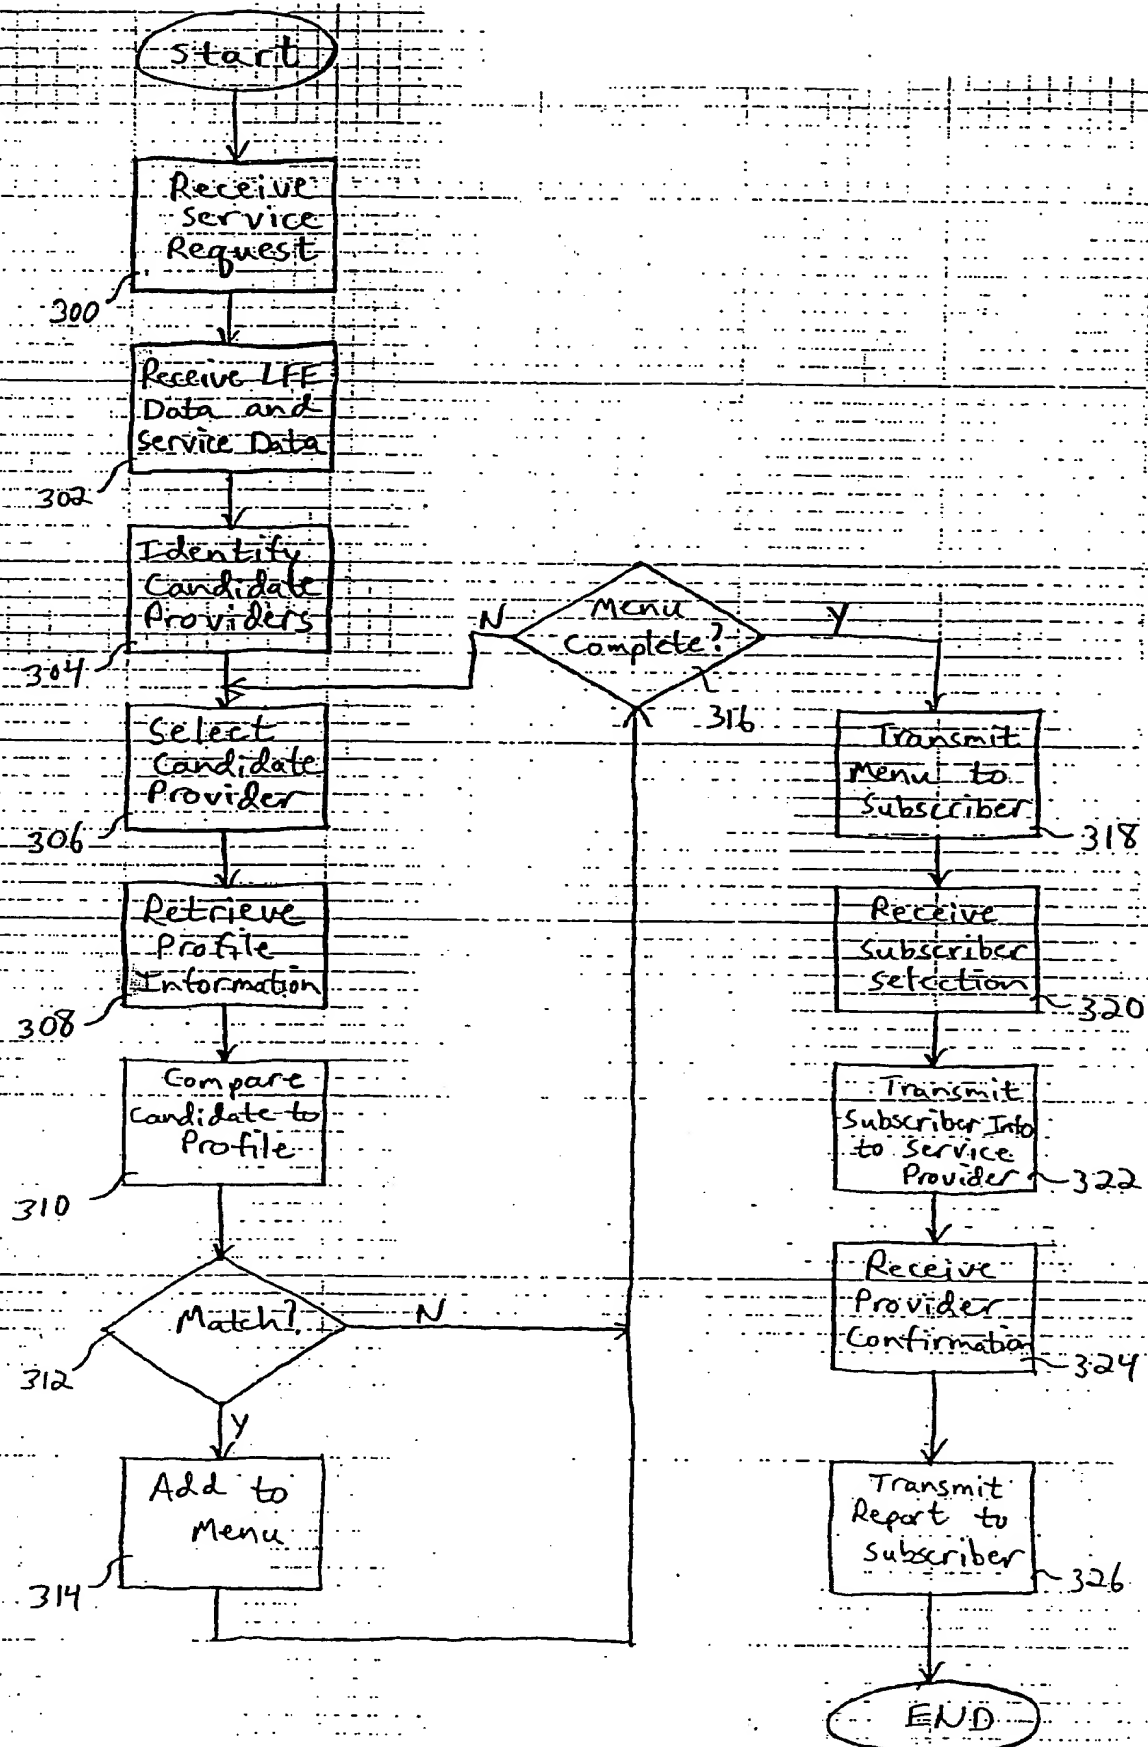 Start
Receive
Service
Request
300
Receive LFE
Data and
Service Data
302
Identify
Candidate
Providers
304
Select
Candidate
Provider
306
Retrieve
Profile
Information
308
Compare
Candidate to
Profile
310
Match?
N
312
Y
Add to
Menu
314
Menu
Complete?
N
Y
316
Transmit
Menu to
Subscriber
318
Receive
Subscriber
Selection
320
Transmit
Subscriber Info
to Service
Provider
322
Receive
Provider
Confirmation
324
Transmit
Report to
Subscriber
326
END